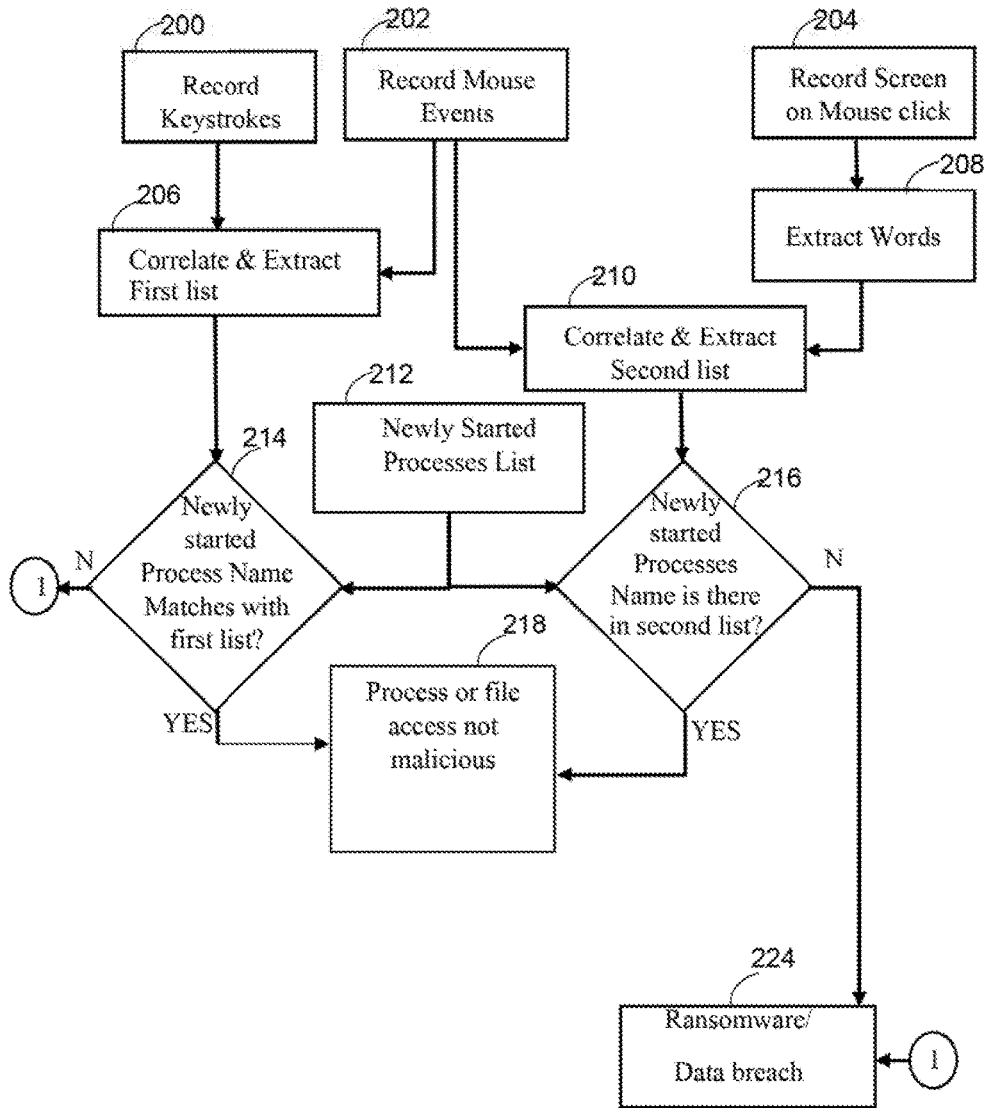 200
Record
Keystrokes
202
Record Mouse
Events
204
Record Screen
on Mouse click
206
Correlate & Extract
First list
208
Extract Words
210
Correlate & Extract
Second list
212
Newly Started
Processes List
214
Newly
started
Process Name
Matches with
first list?
N
1
YES
216
Newly
started
Processes
Name is there
in second list?
N
YES
218
Process or file
access not
malicious
224
Ransomware/
Data breach
1